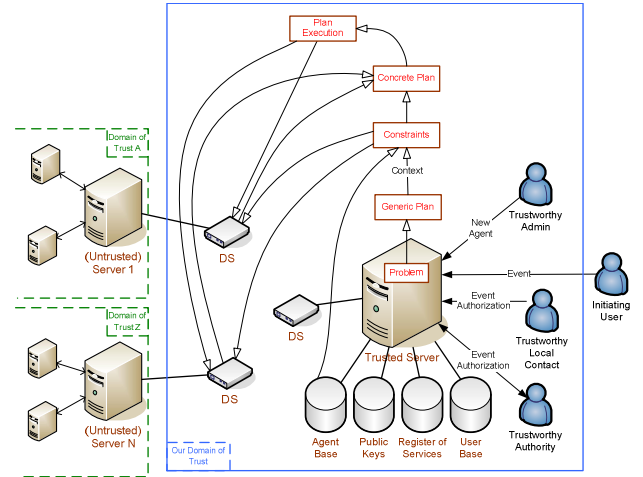 Plan
Execution
Concrete Plan
Constraints
Context
Generic Plan
Problem
Trusted Server
Domain of
Trust A
(Untrusted)
Server 1
DS
Domain of
Trust Z
(Untrusted)
Server N
DS
DS
New
Agent
Trustworthy
Admin
Event
Initiating
User
Event
Authorization
Trustworthy
Local
Contact
Event
Authorization
Trustworthy
Authority
Agent
Base
Public
Keys
Register of
Services
User
Base
Our Domain of
Trust